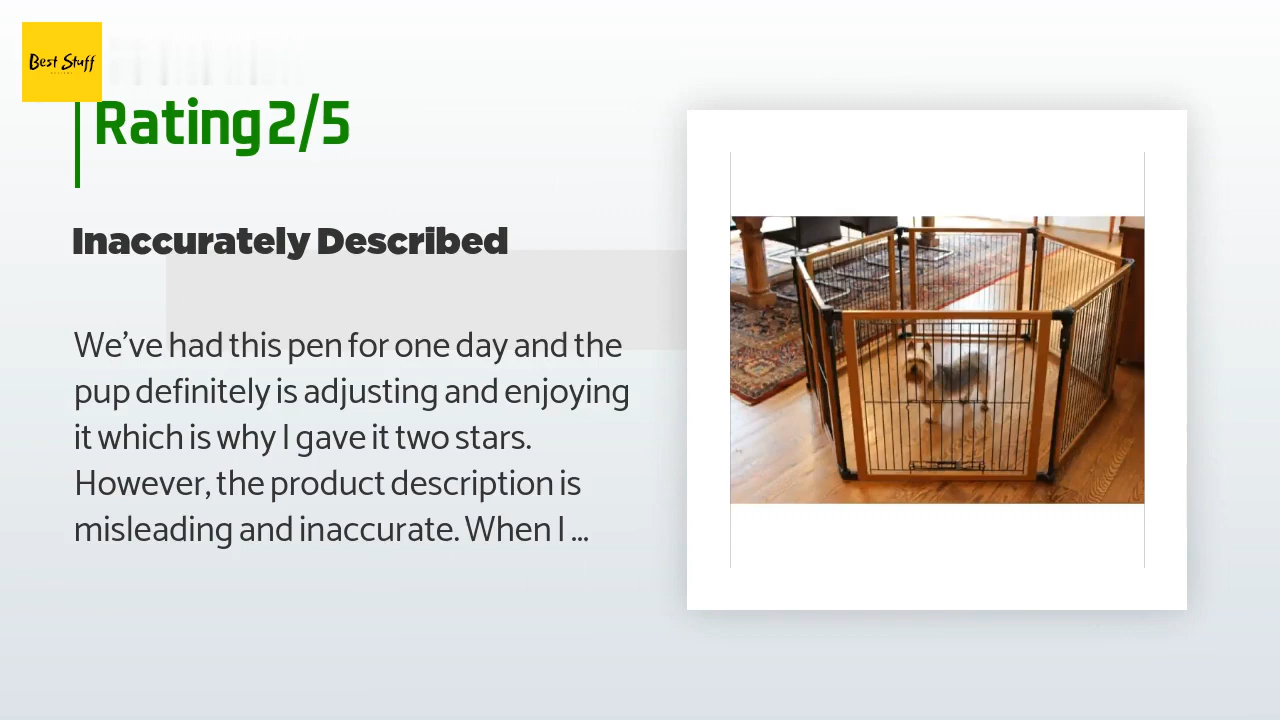 Best Stuff
Rating 2/5
Inaccurately Described
We've had this pen for one day and the
pup definitely is adjusting and enjoying
it which is why I gave it two stars.
However, the product description is
misleading and inaccurate. When I ...